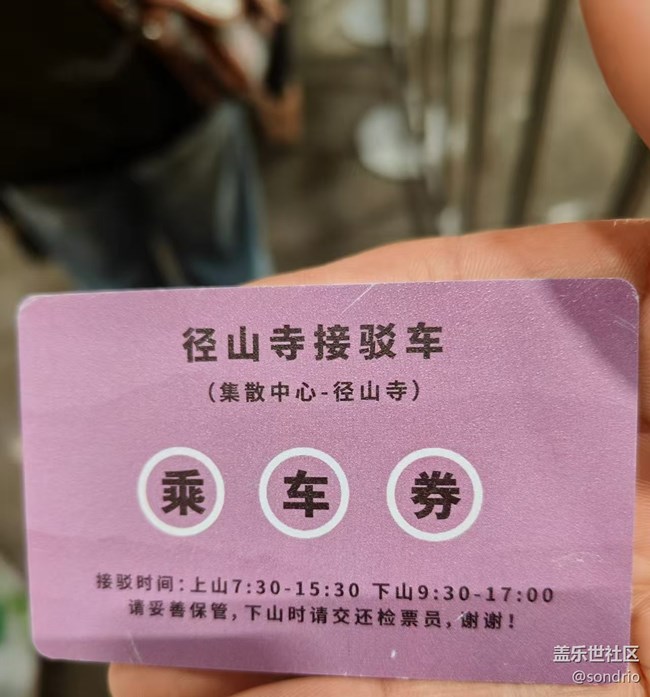 径山寺接驳车
（集散中心-径山寺）
乘车券
接驳时间：上山7:30-15:30 下山9:30-17:00
请妥善保管，下山时请交还检票员，谢谢！
盖乐世社区
@sondrio